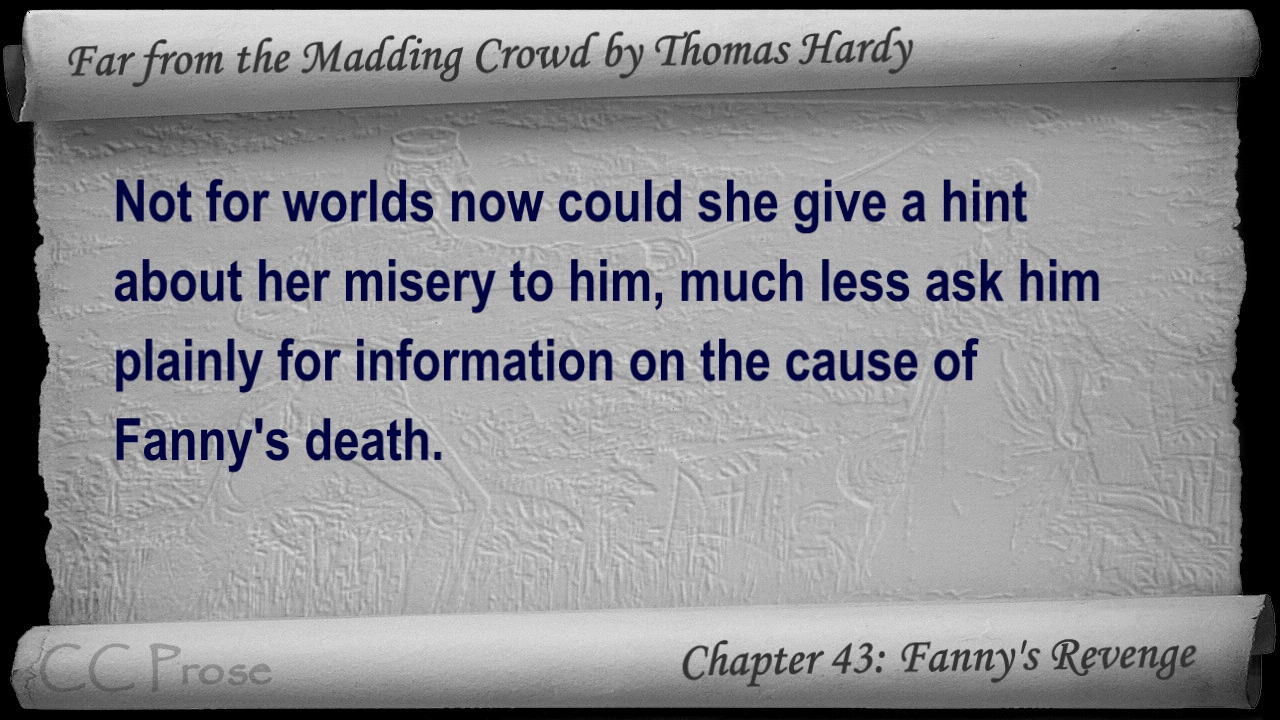 Far from the Madding Crowd by Thomas Hardy
Not for worlds now could she give a hint
about her misery to him, much less ask him
plainly for information on the cause of
Fanny's death.
CC Prose
Chapter 43: Fanny's Revenge